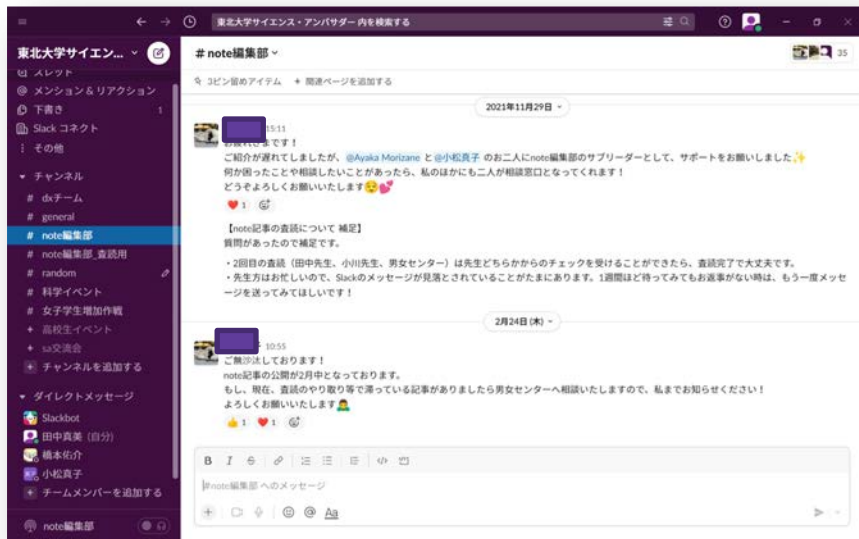 東北大学サイエンス・アンバサダー 内を検索する
東北大学サイエン...
# note編集部
35
スレッド
3ピン留めアイテム + 関連ページを追加する
@ メンション & リアクション
下書き 1
Slack コネクト
その他
チャンネル
# dxチーム
# general
# note編集部
# note編集部_査読用
# random
# 科学イベント
# 女子学生増加作戦
+ 高校生イベント
+ sa交流会
+ チャンネルを追加する
ダイレクトメッセージ
Slackbot
田中真美 (自分)
橋本佑介
小松真子
+ チームメンバーを追加する
note編集部
2021年11月29日
15:11
お疲れさまです！
ご紹介が遅れてしましたが、@Ayaka Morizane と @小松真子 のお二人にnote編集部のサブリーダーとして、サポートをお願いしました✨
何か困ったことや相談したいことがあったら、私のほかにも二人が相談窓口となってくれます！
どうぞよろしくお願いいたします😌💕
❤️ 1
【note記事の査読について 補足】
質問があったので補足です。
・2回目の査読（田中先生、小川先生、男女センター）は先生どちらかからのチェックを受けることができたら、査読完了で大丈夫です。
・先生方はお忙しいので、Slackのメッセージが見落とされていることがたまにあります。1週間ほど待ってみてもお返事がない時は、もう一度メッ
セージを送ってみてほしいです！
2月24日 (木)
10:55
ご無沙汰しております！
note記事の公開が2月中となっております。
もし、現在、査読のやり取り等で滞っている記事がありましたら男女センターへ相談いたしますので、私までお知らせください！
よろしくお願いいたします🙇‍♂️
👍 1 ❤️ 1
B I S
#note編集部 へのメッセージ
@ Aa